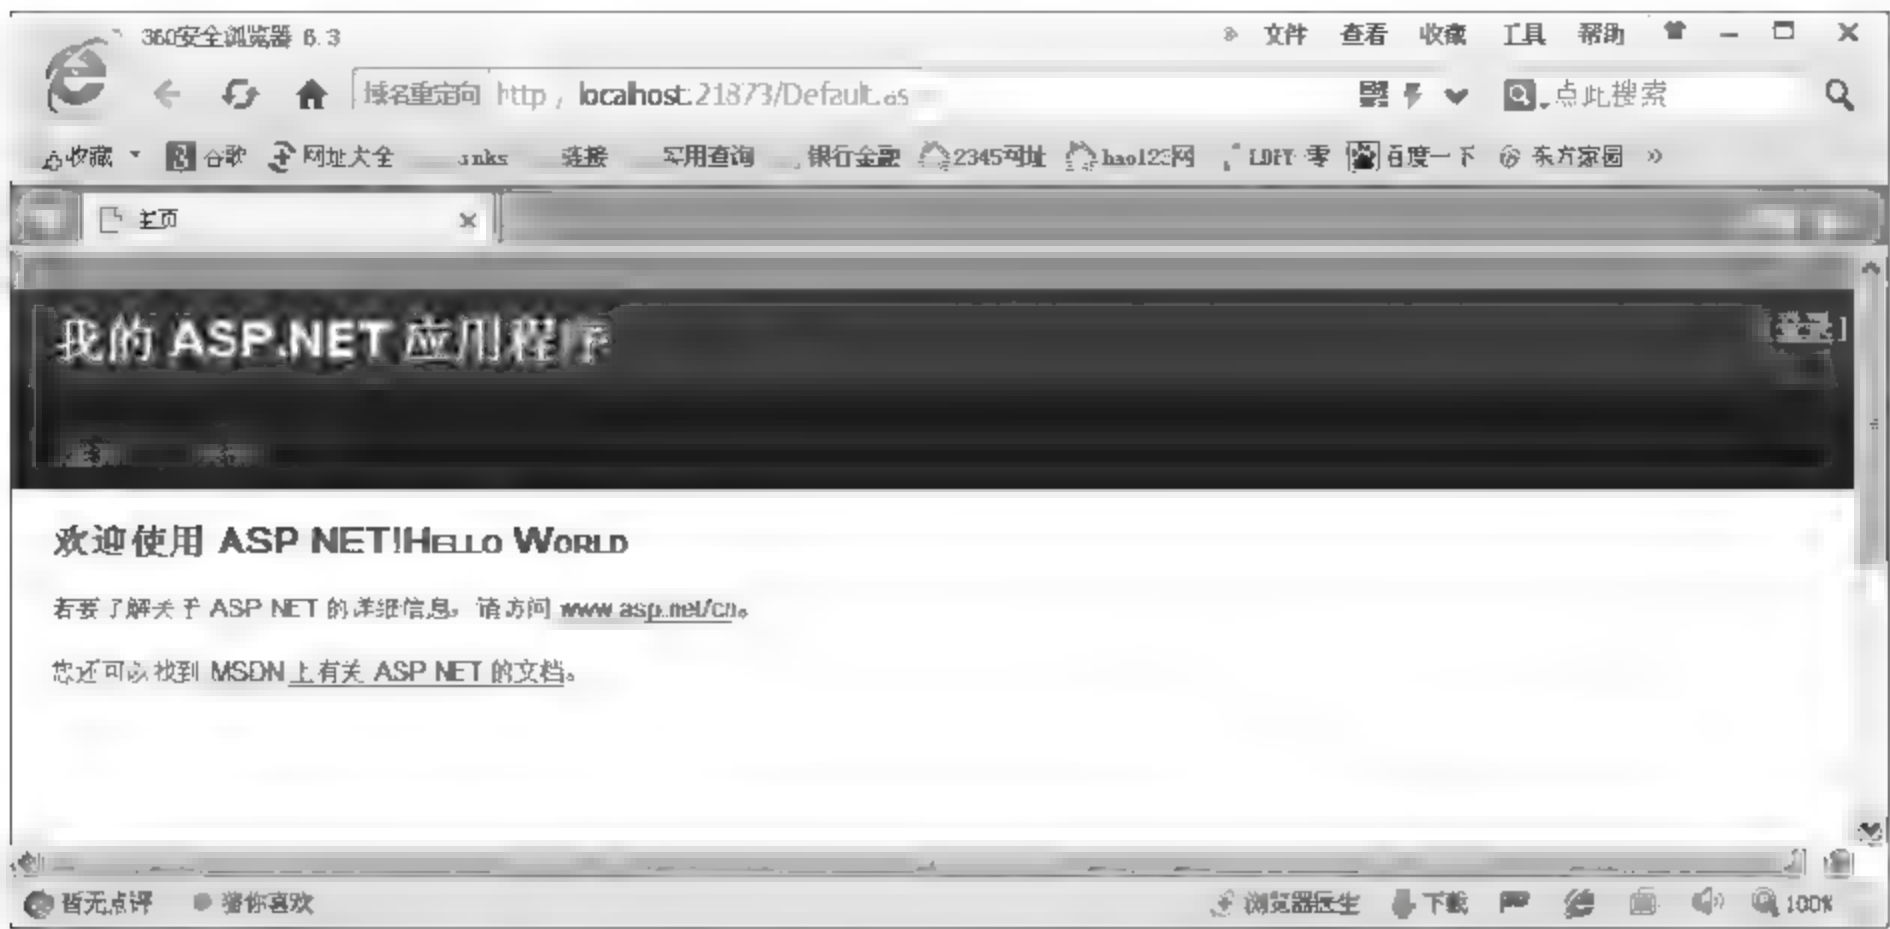 360安全浏览器 6.3
» 文件 查看 收藏 工具 帮助
域名重定向 http / localhost:21873/Default.as
点此搜索
收藏 谷歌 网址大全 链接 实用查询 银行金融 2345网址 hao123网 零 百度一下 东方家园 »
主页
我的 ASP.NET 应用程序
[登录]
欢迎使用 ASP NET!HELLO WORLD
若要了解关于 ASP NET 的详细信息，请访问 www.asp.net/cn。
您还可以找到 MSDN 上有关 ASP NET 的文档。
暂无点评 猜你喜欢
浏览器医生 下载 100%